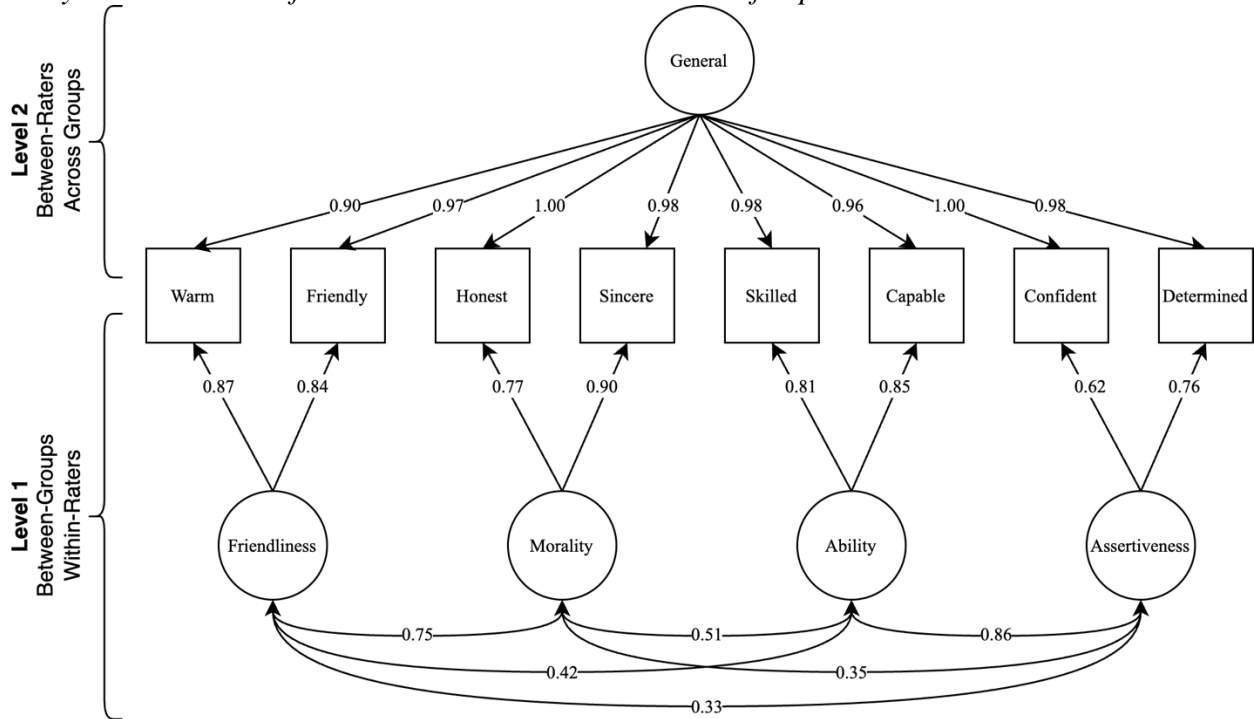 General
Level 2
Between-Raters
Across Groups
0.90
0.97
1.00
0.98
0.98
0.96
1.00
0.98
Warm
Friendly
Honest
Sincere
Skilled
Capable
Confident
Determined
0.87
0.84
0.77
0.90
0.81
0.85
0.62
0.76
Level 1
Between-Groups
Within-Raters
Friendliness
Morality
Ability
Assertiveness
0.75
0.51
0.86
0.42
0.35
0.33